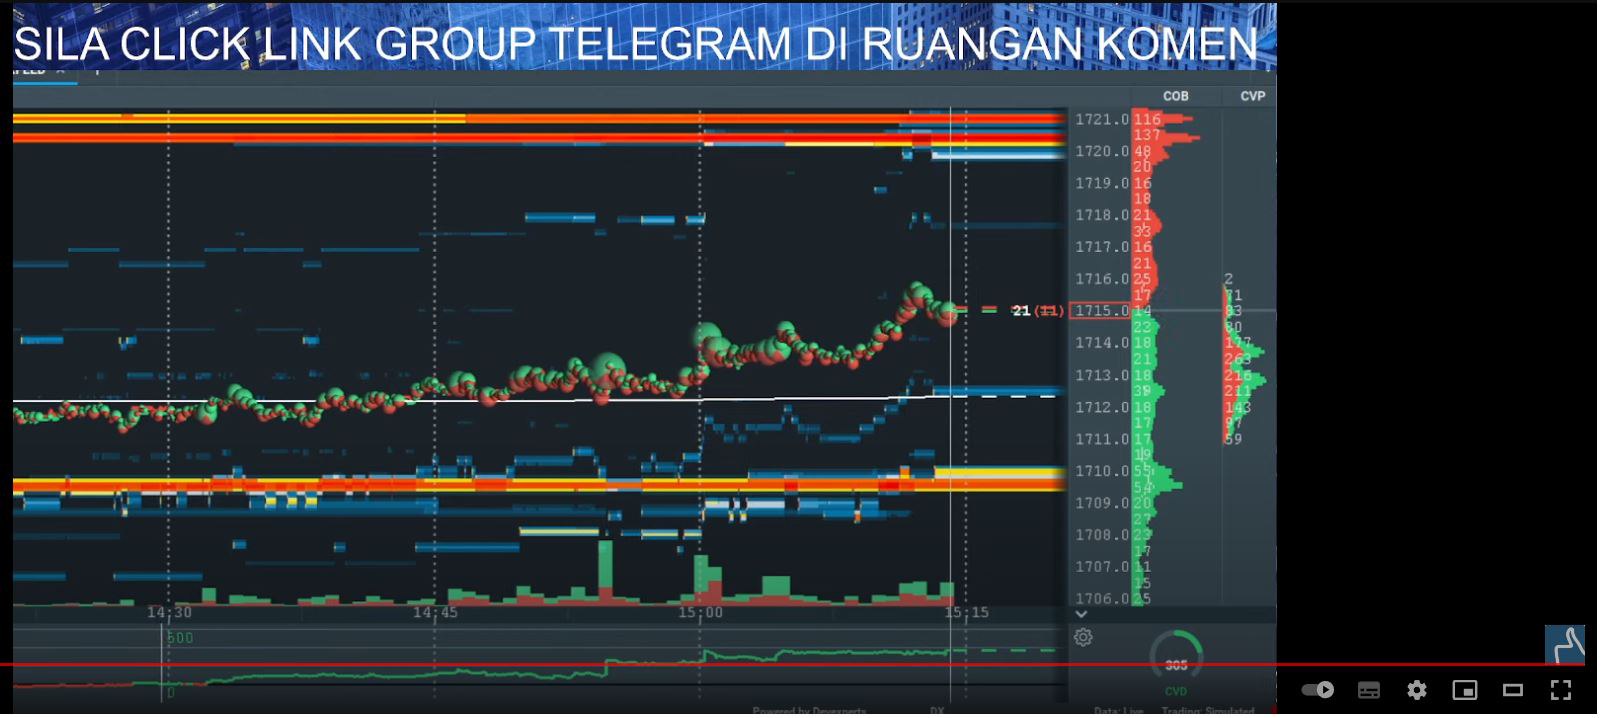 SILA CLICK LINK GROUP TELEGRAM DI RUANGAN KOMEN
COB CVP
1721.0 116
137
1720.0 48
20
1719.0 16
18
1718.0 21
33
1717.0 16
21
1716.0 25 2
17 71
21 (11) 1715.0 14 83
22 80
1714.0 18 177
21 263
1713.0 18 216
39 211
1712.0 18 143
17 97
1711.0 17 59
19
1710.0 55
54
1709.0 20
27
1708.0 23
17
1707.0 11
15
1706.0 25
14:30 14:45 15:00 15:15
500
0
305
CVD
Powered by Devexperts DX Data: Live Trading: Simulated